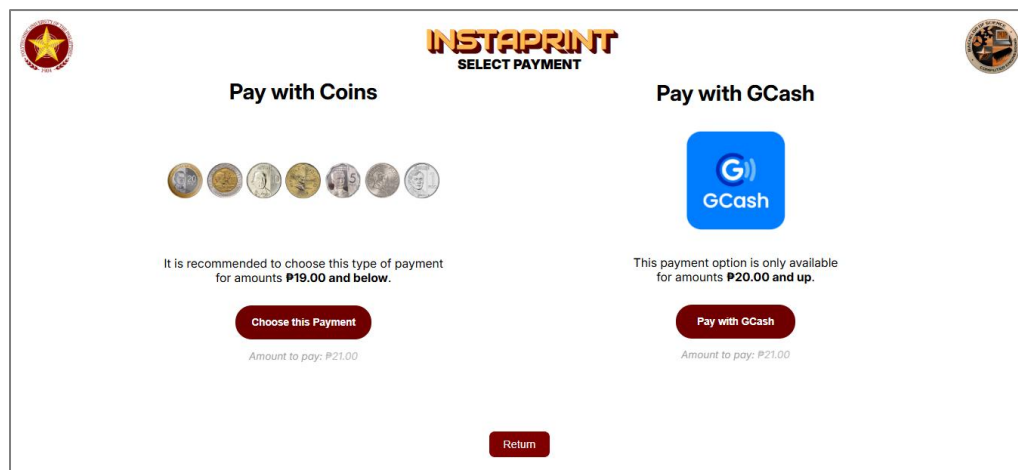 INSTAPRINT
SELECT PAYMENT
Pay with Coins
It is recommended to choose this type of payment
for amounts ₱19.00 and below.
Choose this Payment
Amount to pay: ₱21.00
Pay with GCash
G
GCash
This payment option is only available
for amounts ₱20.00 and up.
Pay with GCash
Amount to pay: ₱21.00
Return